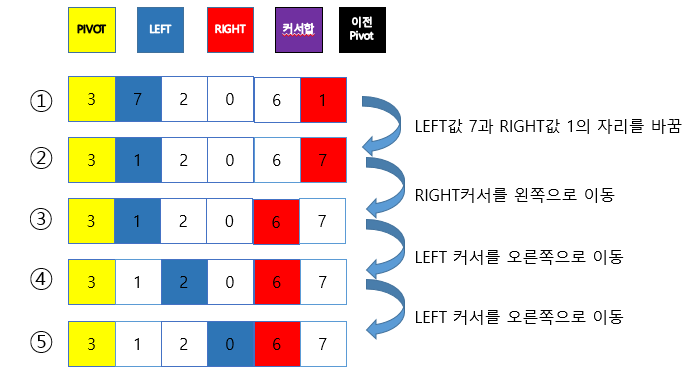 PIVOT LEFT RIGHT 커서합 이전
Pivot
① 3 7 2 0 6 1
LEFT값 7과 RIGHT값 1의 자리를 바꿈
② 3 1 2 0 6 7
RIGHT커서를 왼쪽으로 이동
③ 3 1 2 0 6 7
LEFT 커서를 오른쪽으로 이동
④ 3 1 2 0 6 7
LEFT 커서를 오른쪽으로 이동
⑤ 3 1 2 0 6 7